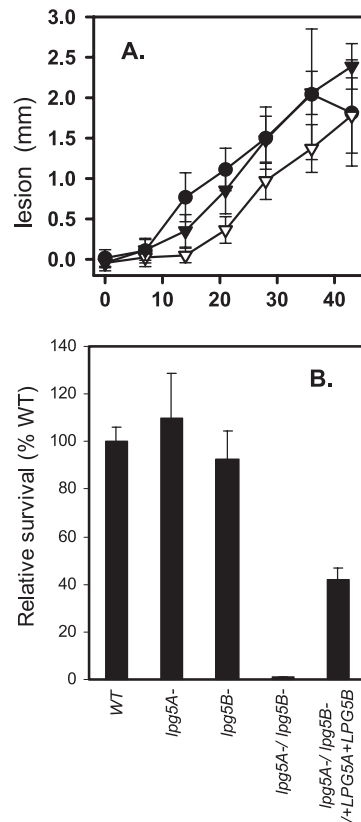 A.
lesion (mm)
3.0
2.5
2.0
1.5
1.0
0.5
0.0
0 10 20 30 40
B.
Relative survival (% WT)
140
120
100
80
60
40
20
0
WT
lpg5A-
lpg5B-
lpg5A-/ lpg5B-
lpg5A-/ lpg5B-
/+LPG5A+LPG5B